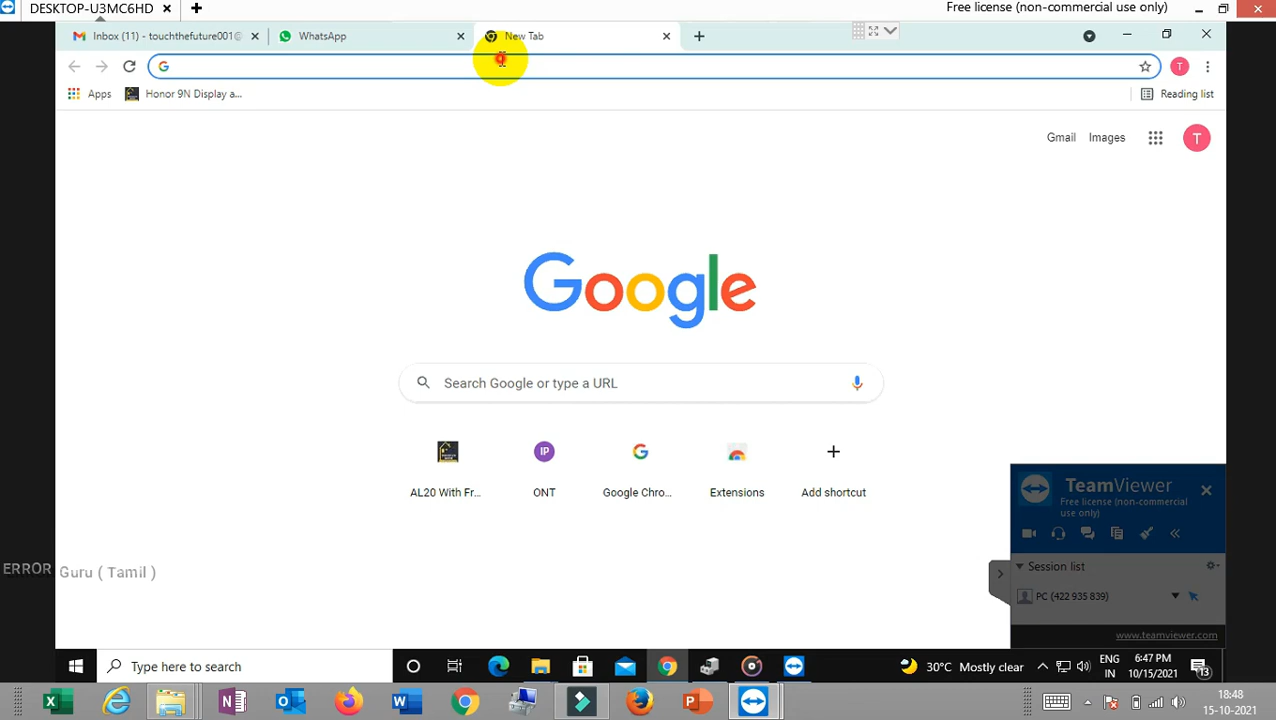 DESKTOP-U3MC6HD
Free license (non-commercial use only)
Inbox (11) - touchthefuture001@
WhatsApp
New Tab
G
T
Apps
Honor 9N Display a...
Reading list
Gmail
Images
T
Google
Search Google or type a URL
IP
G
AL20 With Fr...
ONT
Google Chro...
Extensions
Add shortcut
TeamViewer
Free license (non-commercial
use only)
Session list
PC (422 935 839)
www.teamviewer.com
ERROR Guru ( Tamil )
Type here to search
30°C Mostly clear
ENG
IN
6:47 PM
10/15/2021
13
18:48
15-10-2021